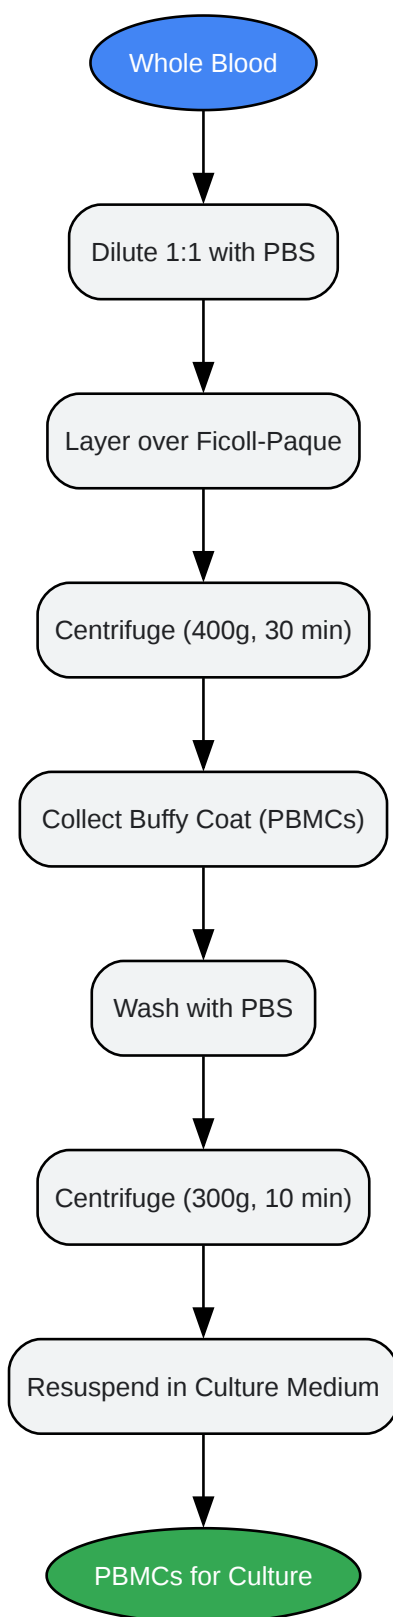 Whole Blood
Dilute 1:1 with PBS
Layer over Ficoll-Paque
Centrifuge (400g, 30 min)
Collect Buffy Coat (PBMCs)
Wash with PBS
Centrifuge (300g, 10 min)
Resuspend in Culture Medium
PBMCs for Culture